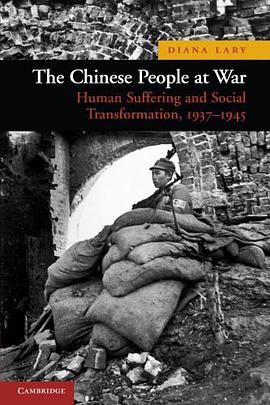 DIANA LARY
The Chinese People at War
Human Suffering and Social
Transformation, 1937–1945
CAMBRIDGE